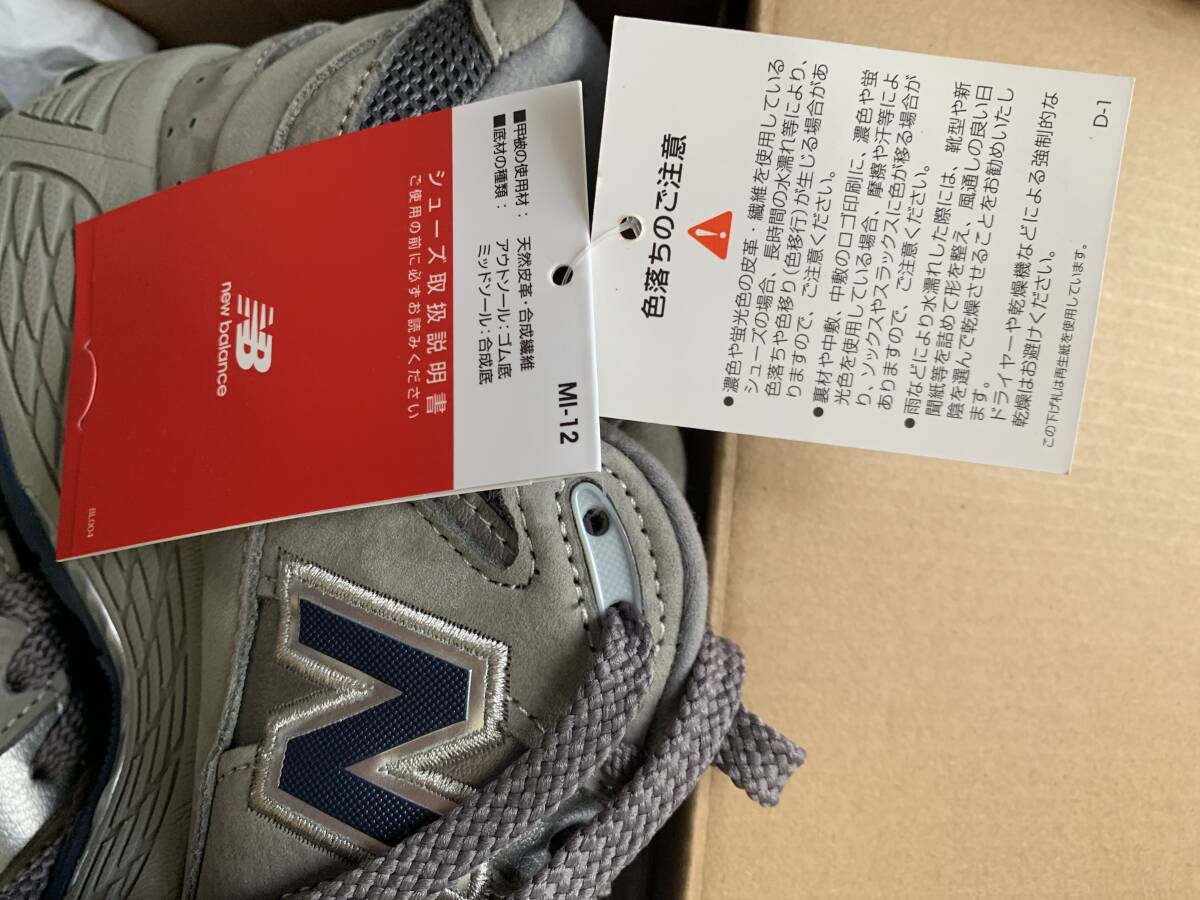 new balance
シューズ取扱説明書
ご使用の前に必ずお読みください
BL004
■甲被の使用材： 天然皮革・合成繊維
■底材の種類： アウトソール：ゴム底
ミッドソール：合成底
MI-12
色落ちのご注意
●濃色や蛍光色の皮革・繊維を使用している
シューズの場合、長時間の水濡れ等により、
色落ちや色移り(色移行)が生じる場合があ
りますので、ご注意ください。
●裏材や中敷、中敷のロゴ印刷に、濃色や蛍
光色を使用している場合、摩擦や汗等によ
り、ソックスやスラックスに色が移る場合が
ありますので、ご注意ください。
●雨などにより水濡れした際には、靴型や新
聞紙等を詰めて形を整え、風通しの良い日
陰を選んで乾燥させることをお勧めいたし
ます。
ドライヤーや乾燥機などによる強制的な
乾燥はお避けください。
この下げ札は再生紙を使用しています。
D-1
N